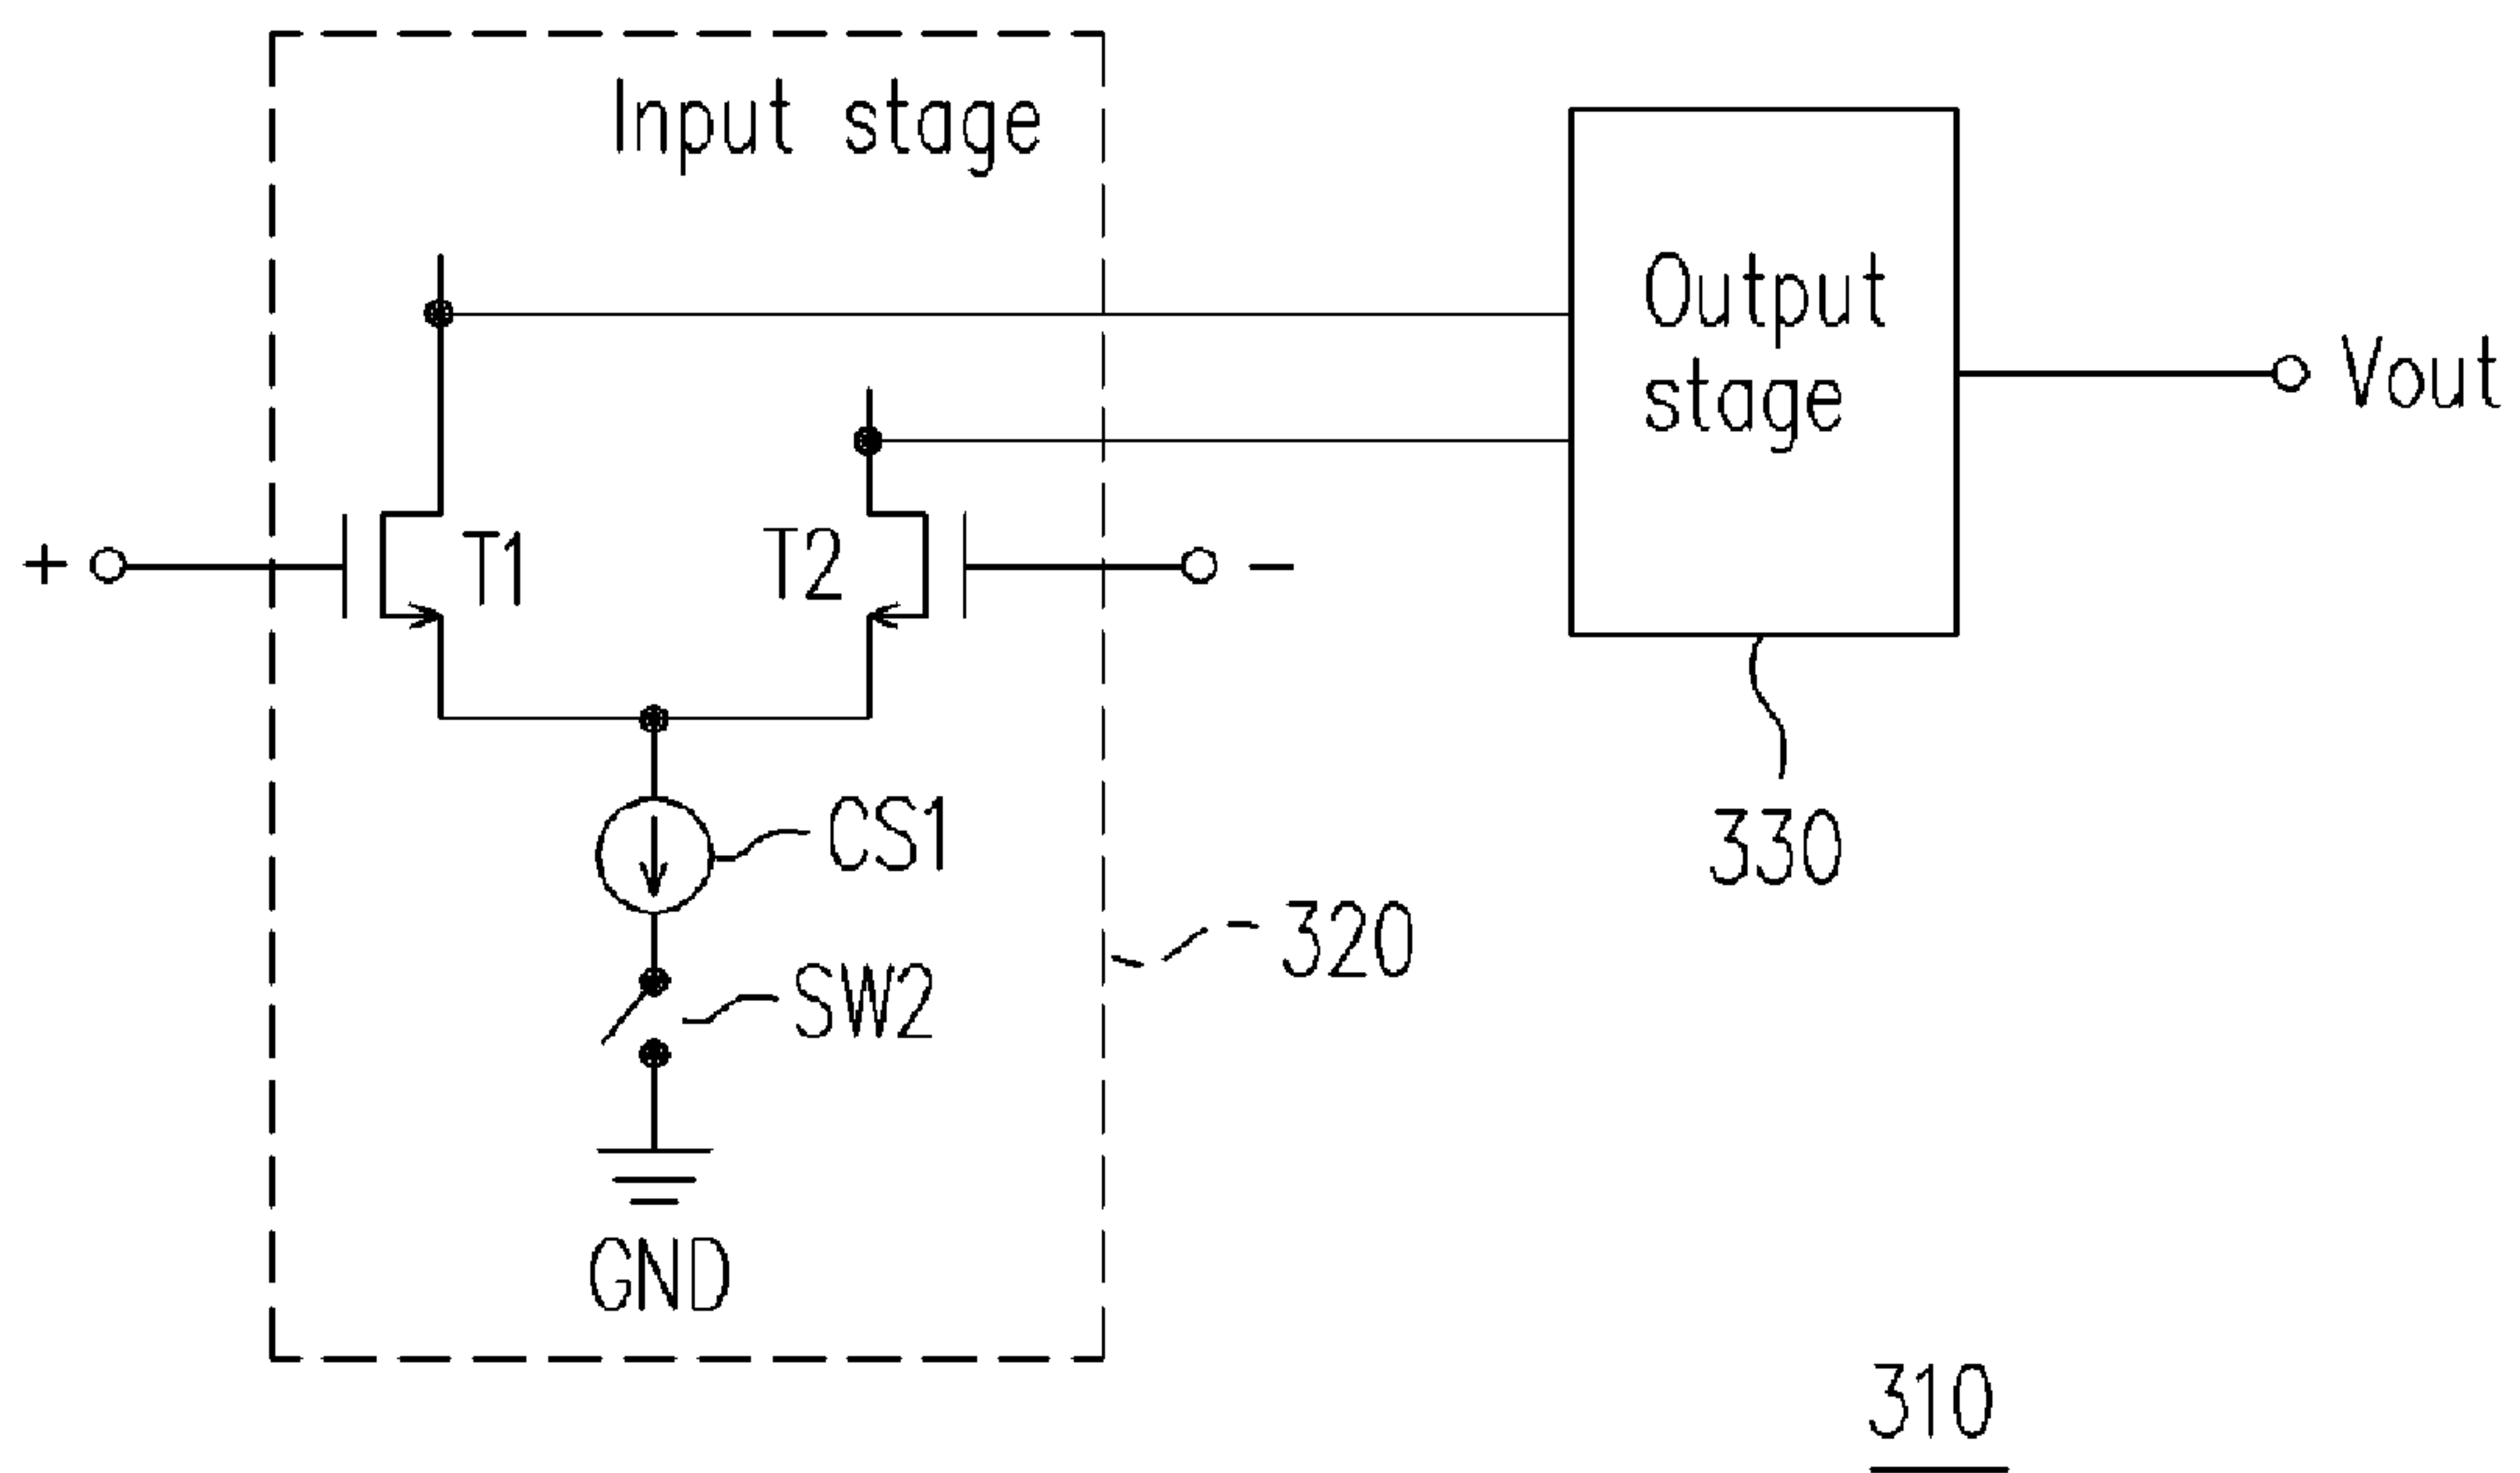 Input stage
Output
stage
Vout
+
T1
T2
−
CS1
330
320
SW2
GND
310